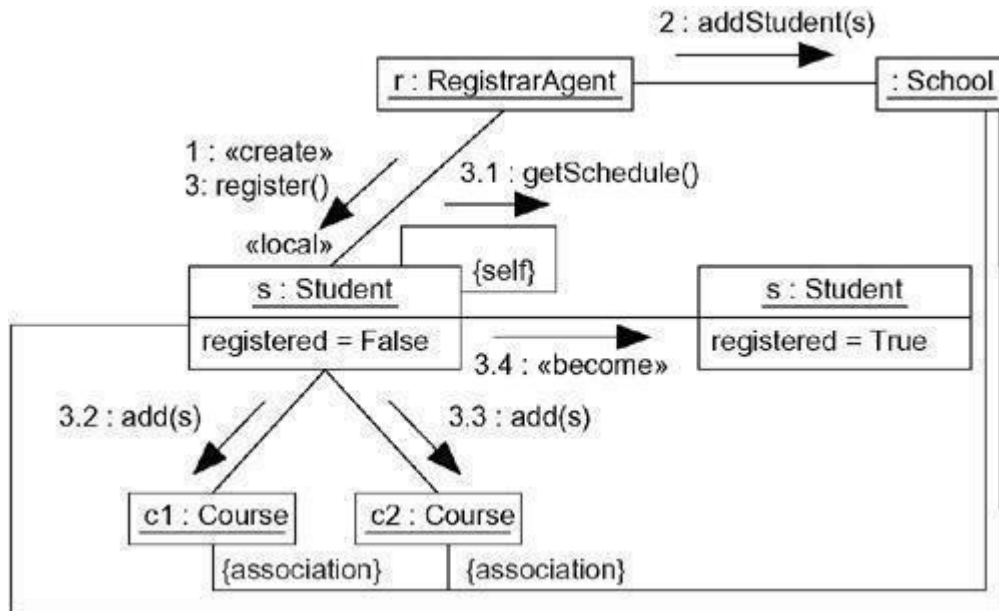 2 : addStudent(s)
r : RegistrarAgent
: School
1 : «create»
3: register()
3.1 : getSchedule()
«local»
{self}
s : Student
registered = False
s : Student
registered = True
3.4 : «become»
3.2 : add(s)
3.3 : add(s)
c1 : Course
c2 : Course
{association}
{association}